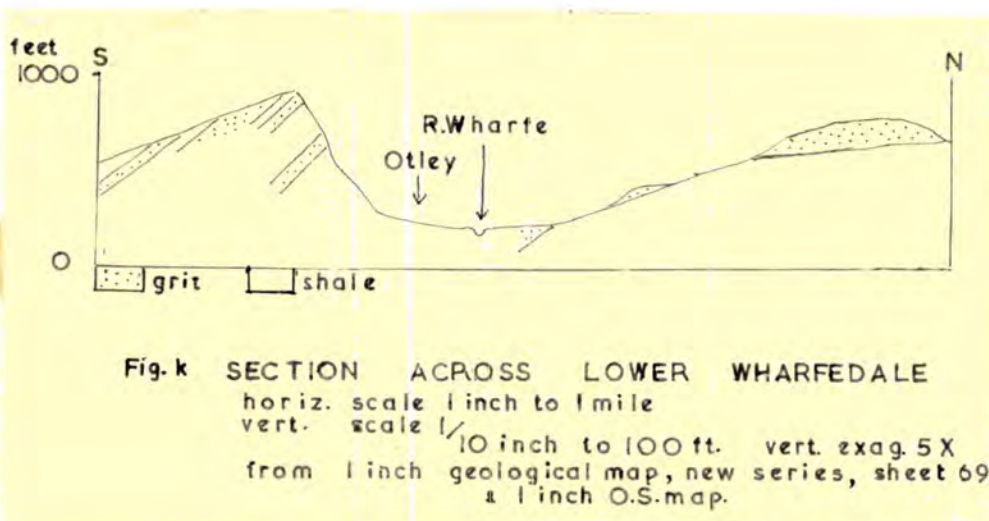 feet
S
1000
N
R.Wharfe
Otley
0
grit
shale
Fig. k SECTION ACROSS LOWER WHARFEDALE
horiz. scale 1 inch to 1 mile
vert. scale 1/10 inch to 100 ft. vert. exag. 5 X
from 1 inch geological map, new series, sheet 69
& 1 inch O.S. map.